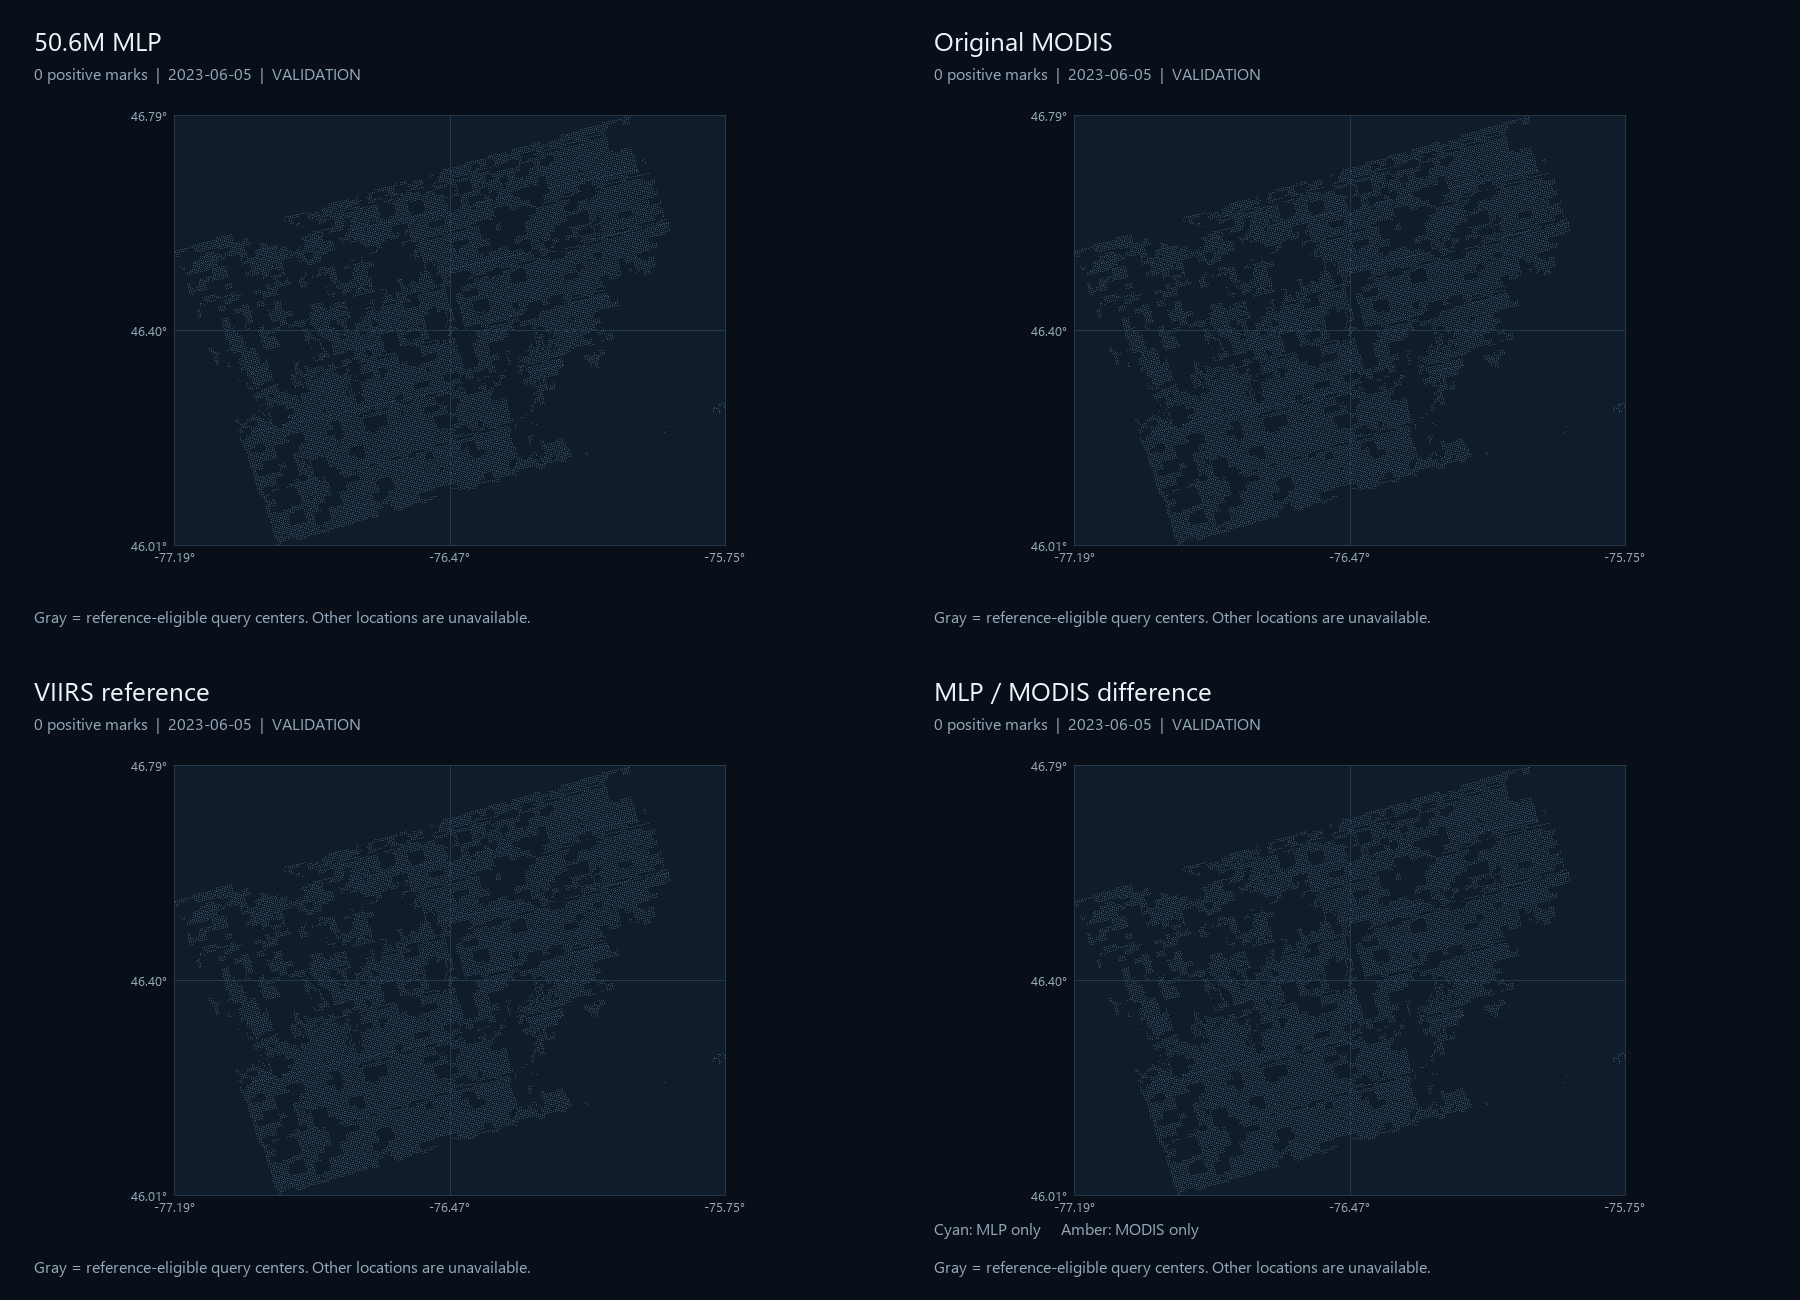 50.6M MLP
0 positive marks | 2023-06-05 | VALIDATION
46.79°
46.40°
46.01°
-77.19°
-76.47°
-75.75°
Gray = reference-eligible query centers. Other locations are unavailable.
Original MODIS
0 positive marks | 2023-06-05 | VALIDATION
46.79°
46.40°
46.01°
-77.19°
-76.47°
-75.75°
Gray = reference-eligible query centers. Other locations are unavailable.
VIIRS reference
0 positive marks | 2023-06-05 | VALIDATION
46.79°
46.40°
46.01°
-77.19°
-76.47°
-75.75°
Gray = reference-eligible query centers. Other locations are unavailable.
MLP / MODIS difference
0 positive marks | 2023-06-05 | VALIDATION
46.79°
46.40°
46.01°
-77.19°
-76.47°
-75.75°
Cyan: MLP only Amber: MODIS only
Gray = reference-eligible query centers. Other locations are unavailable.